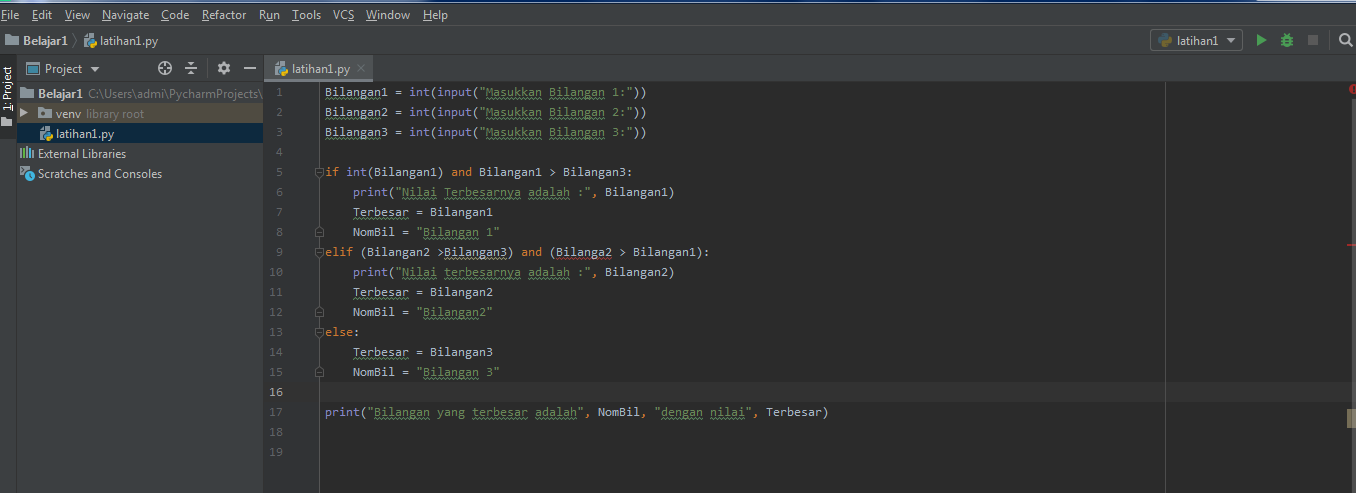 File Edit View Navigate Code Refactor Run Tools VCS Window Help
Belajar1 latihan1.py latihan1
Project latihan1.py
1: Project
Belajar1 C:\Users\admi\PycharmProjects\
venv library root
latihan1.py
External Libraries
Scratches and Consoles
1 Bilangan1 = int(input("Masukkan Bilangan 1:"))
2 Bilangan2 = int(input("Masukkan Bilangan 2:"))
3 Bilangan3 = int(input("Masukkan Bilangan 3:"))
4
5 if int(Bilangan1) and Bilangan1 > Bilangan3:
6     print("Nilai Terbesarnya adalah :", Bilangan1)
7     Terbesar = Bilangan1
8     NomBil = "Bilangan 1"
9 elif (Bilangan2 >Bilangan3) and (Bilanga2 > Bilangan1):
10     print("Nilai terbesarnya adalah :", Bilangan2)
11     Terbesar = Bilangan2
12     NomBil = "Bilangan2"
13 else:
14     Terbesar = Bilangan3
15     NomBil = "Bilangan 3"
16
17 print("Bilangan yang terbesar adalah", NomBil, "dengan nilai", Terbesar)
18
19